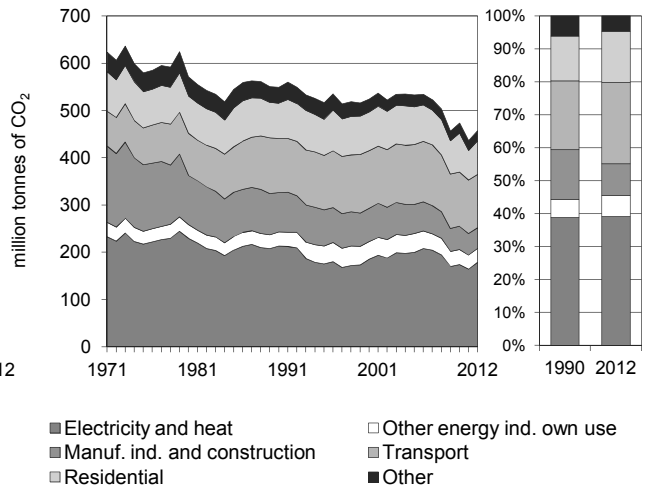 million tonnes of CO2
700
600
500
400
300
200
100
0
12
1971 1981 1991 2001 2012
100%
90%
80%
70%
60%
50%
40%
30%
20%
10%
0%
1990 2012
Electricity and heat
Other energy ind. own use
Manuf. ind. and construction
Transport
Residential
Other